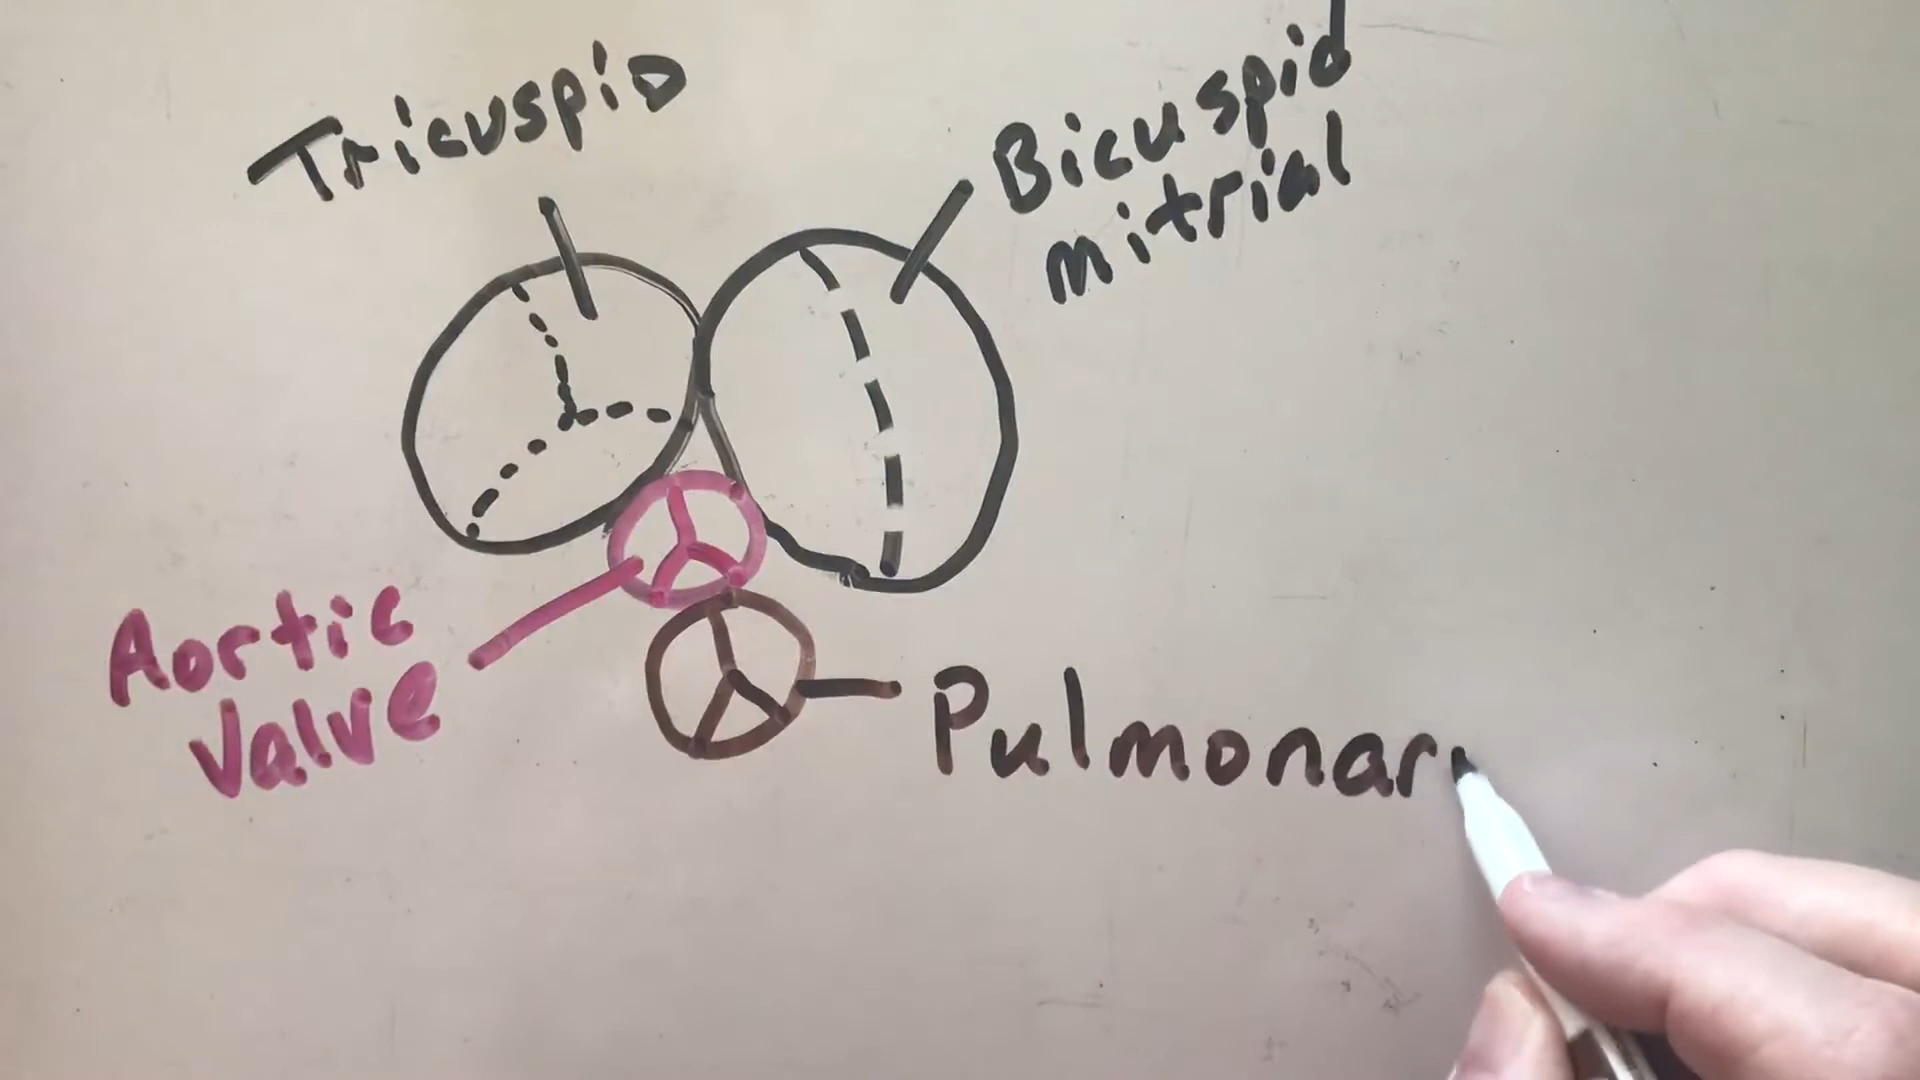 Tricuspid
Bicuspid
mitrial
Aortic
Valve
Pulmonar